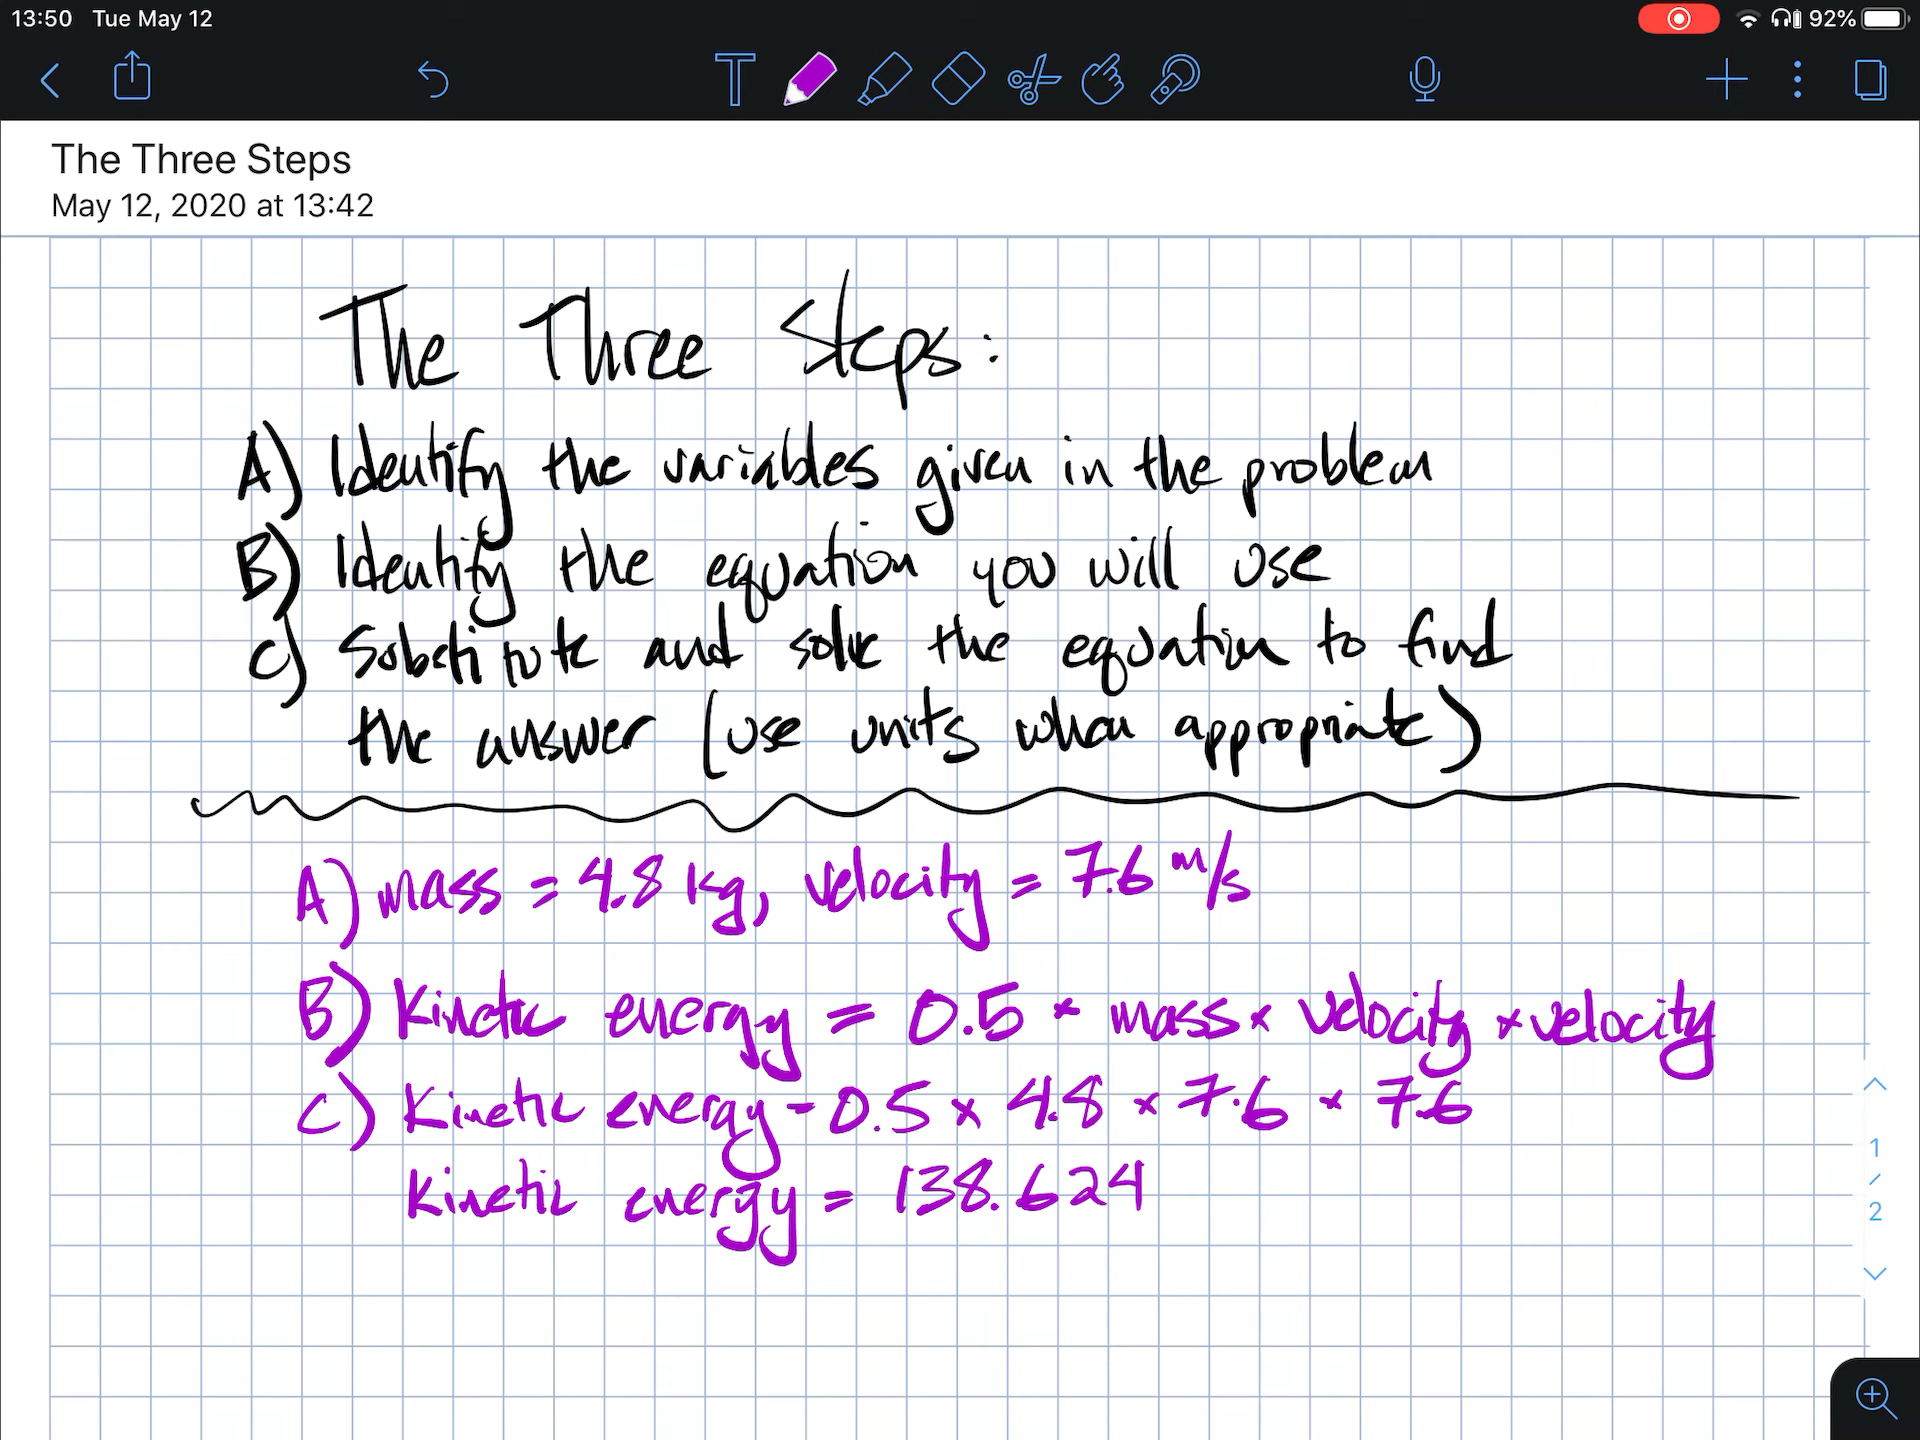 13:50 Tue May 12
92%
The Three Steps
May 12, 2020 at 13:42
The Three Steps:
A) Identify the variables given in the problem
B) Identify the equation you will use
C) Substitute and solve the equation to find
the answer (use units when appropriate)
A) mass = 4.8 kg, velocity = 7.6 m/s
B) Kinetic energy = 0.5 × mass × velocity × velocity
C) Kinetic energy = 0.5 × 4.8 × 7.6 × 7.6
Kinetic energy = 138.624
1
/
2